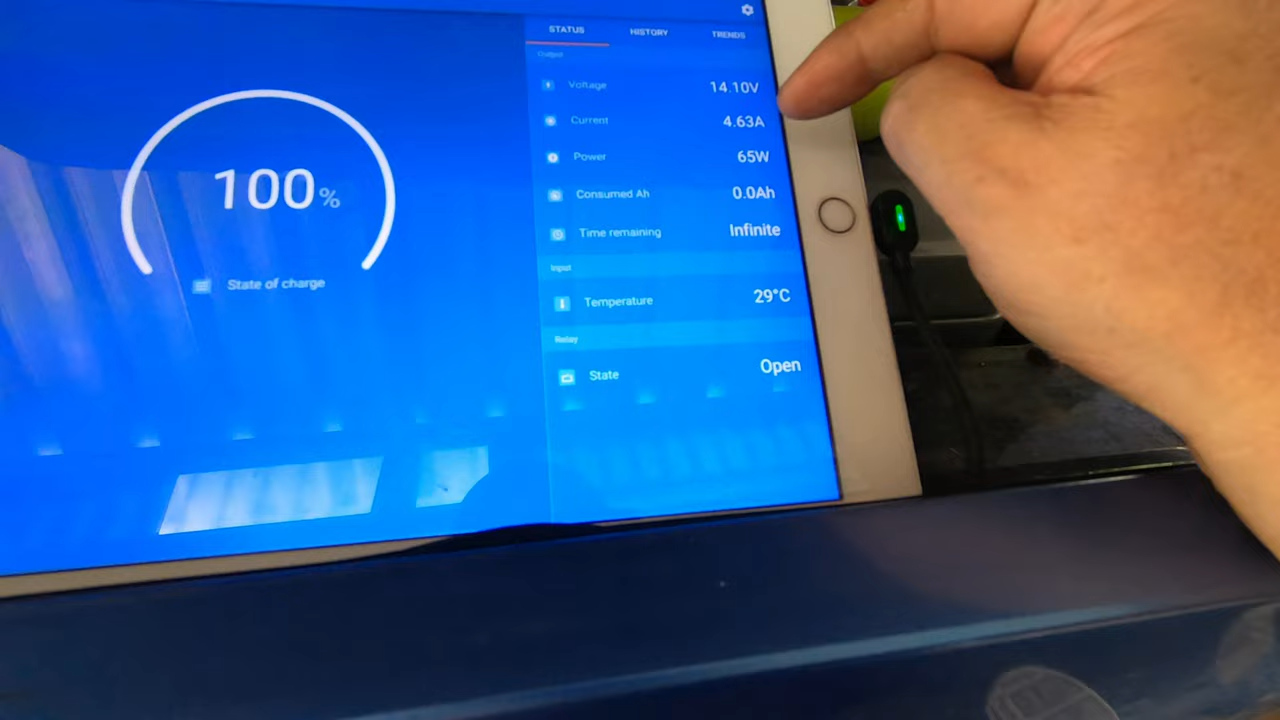 100%
State of charge
STATUS HISTORY TRENDS
Output
Voltage 14.10V
Current 4.63A
Power 65W
Consumed Ah 0.0Ah
Time remaining Infinite
Input
Temperature 29°C
Relay
State Open